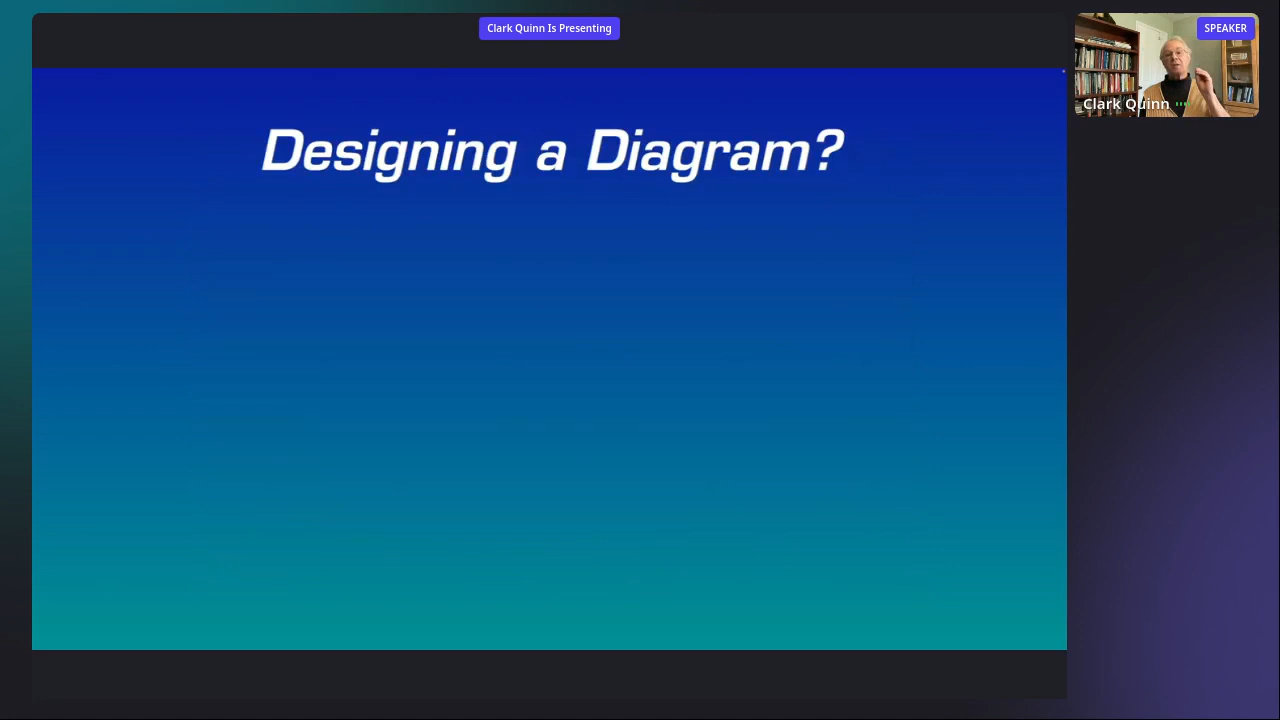 Clark Quinn Is Presenting
SPEAKER
Clark Quinn
Designing a Diagram?